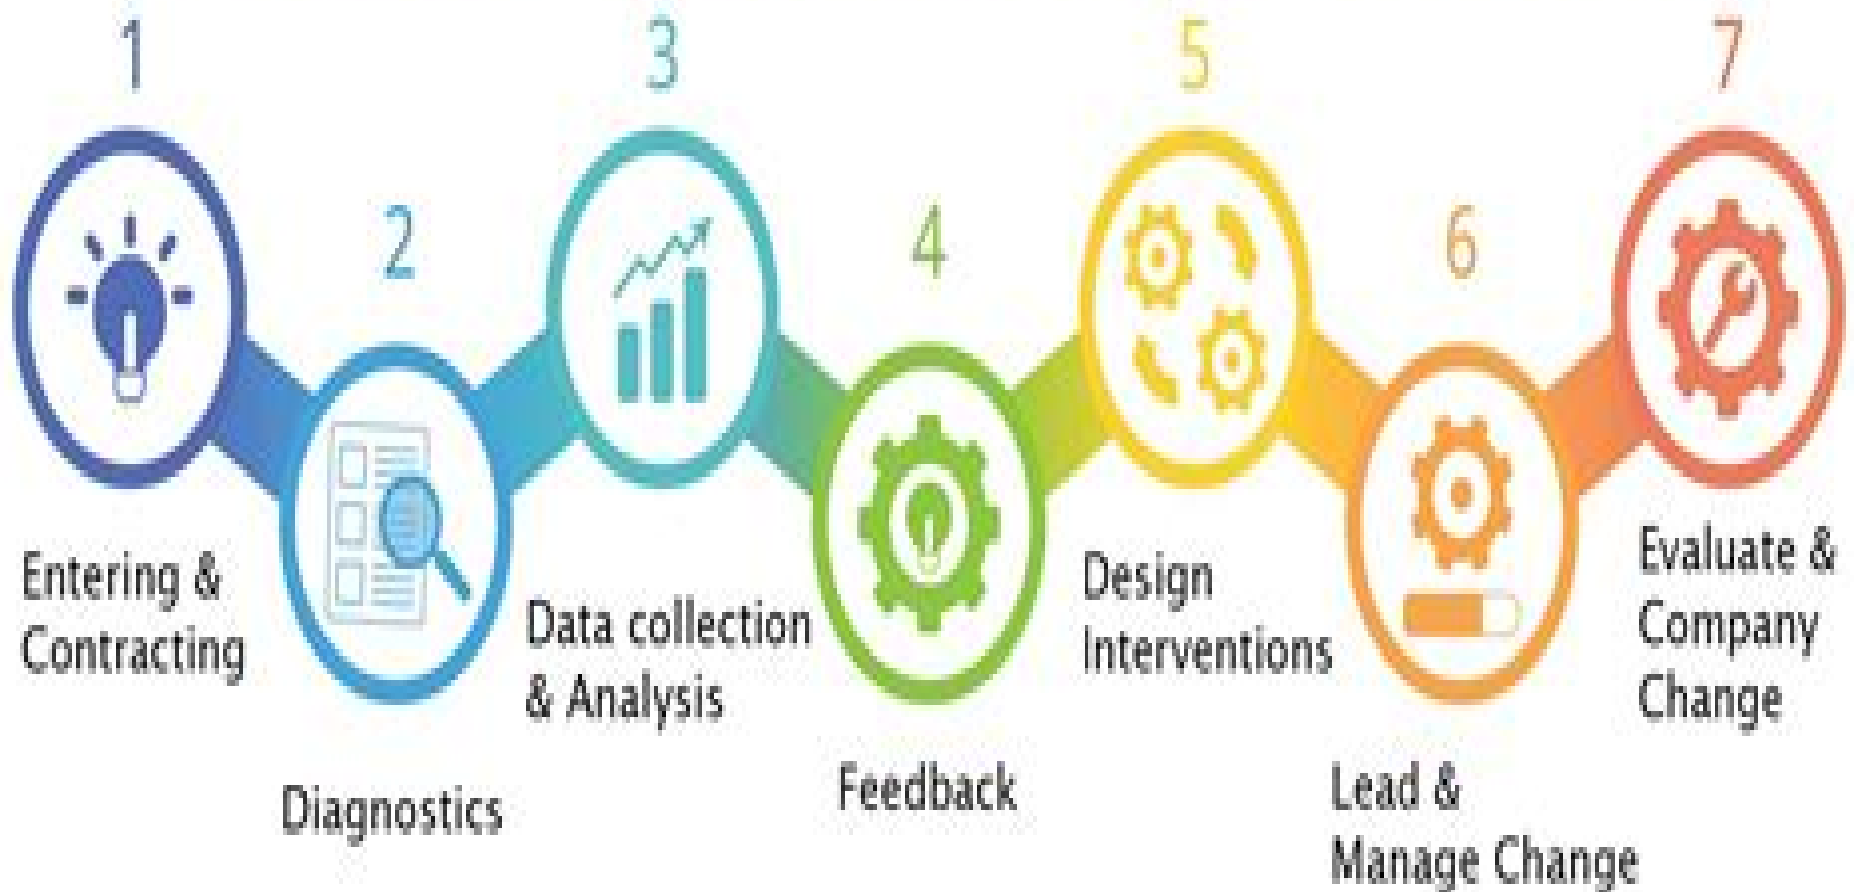 1
Entering &
Contracting
2
Diagnostics
3
Data collection
& Analysis
4
Feedback
5
Design
Interventions
6
Lead &
Manage Change
7
Evaluate &
Company
Change